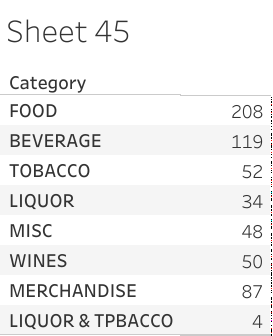 Sheet 45
Category
FOOD 208
BEVERAGE 119
TOBACCO 52
LIQUOR 34
MISC 48
WINES 50
MERCHANDISE 87
LIQUOR & TPBACCO 4